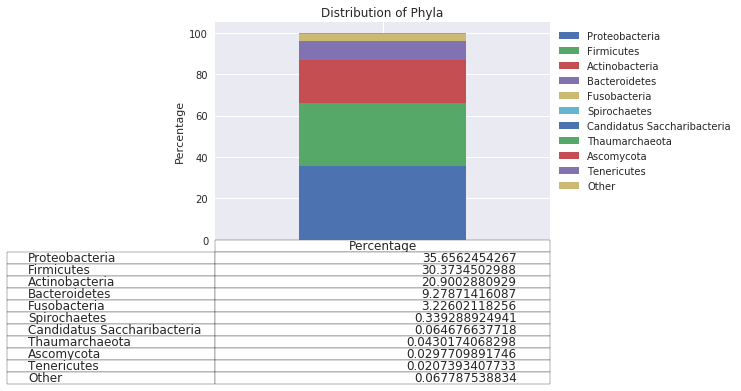 Distribution of Phyla
100
80
60
40
20
0
Percentage
Proteobacteria
Firmicutes
Actinobacteria
Bacteroidetes
Fusobacteria
Spirochaetes
Candidatus Saccharibacteria
Thaumarchaeota
Ascomycota
Tenericutes
Other
Percentage
Proteobacteria 35.6562454267
Firmicutes 30.3734502988
Actinobacteria 20.9002880929
Bacteroidetes 9.27871416087
Fusobacteria 3.22602118256
Spirochaetes 0.339288924941
Candidatus Saccharibacteria 0.064676637718
Thaumarchaeota 0.0430174068298
Ascomycota 0.0297709891746
Tenericutes 0.0207393407733
Other 0.067787538834